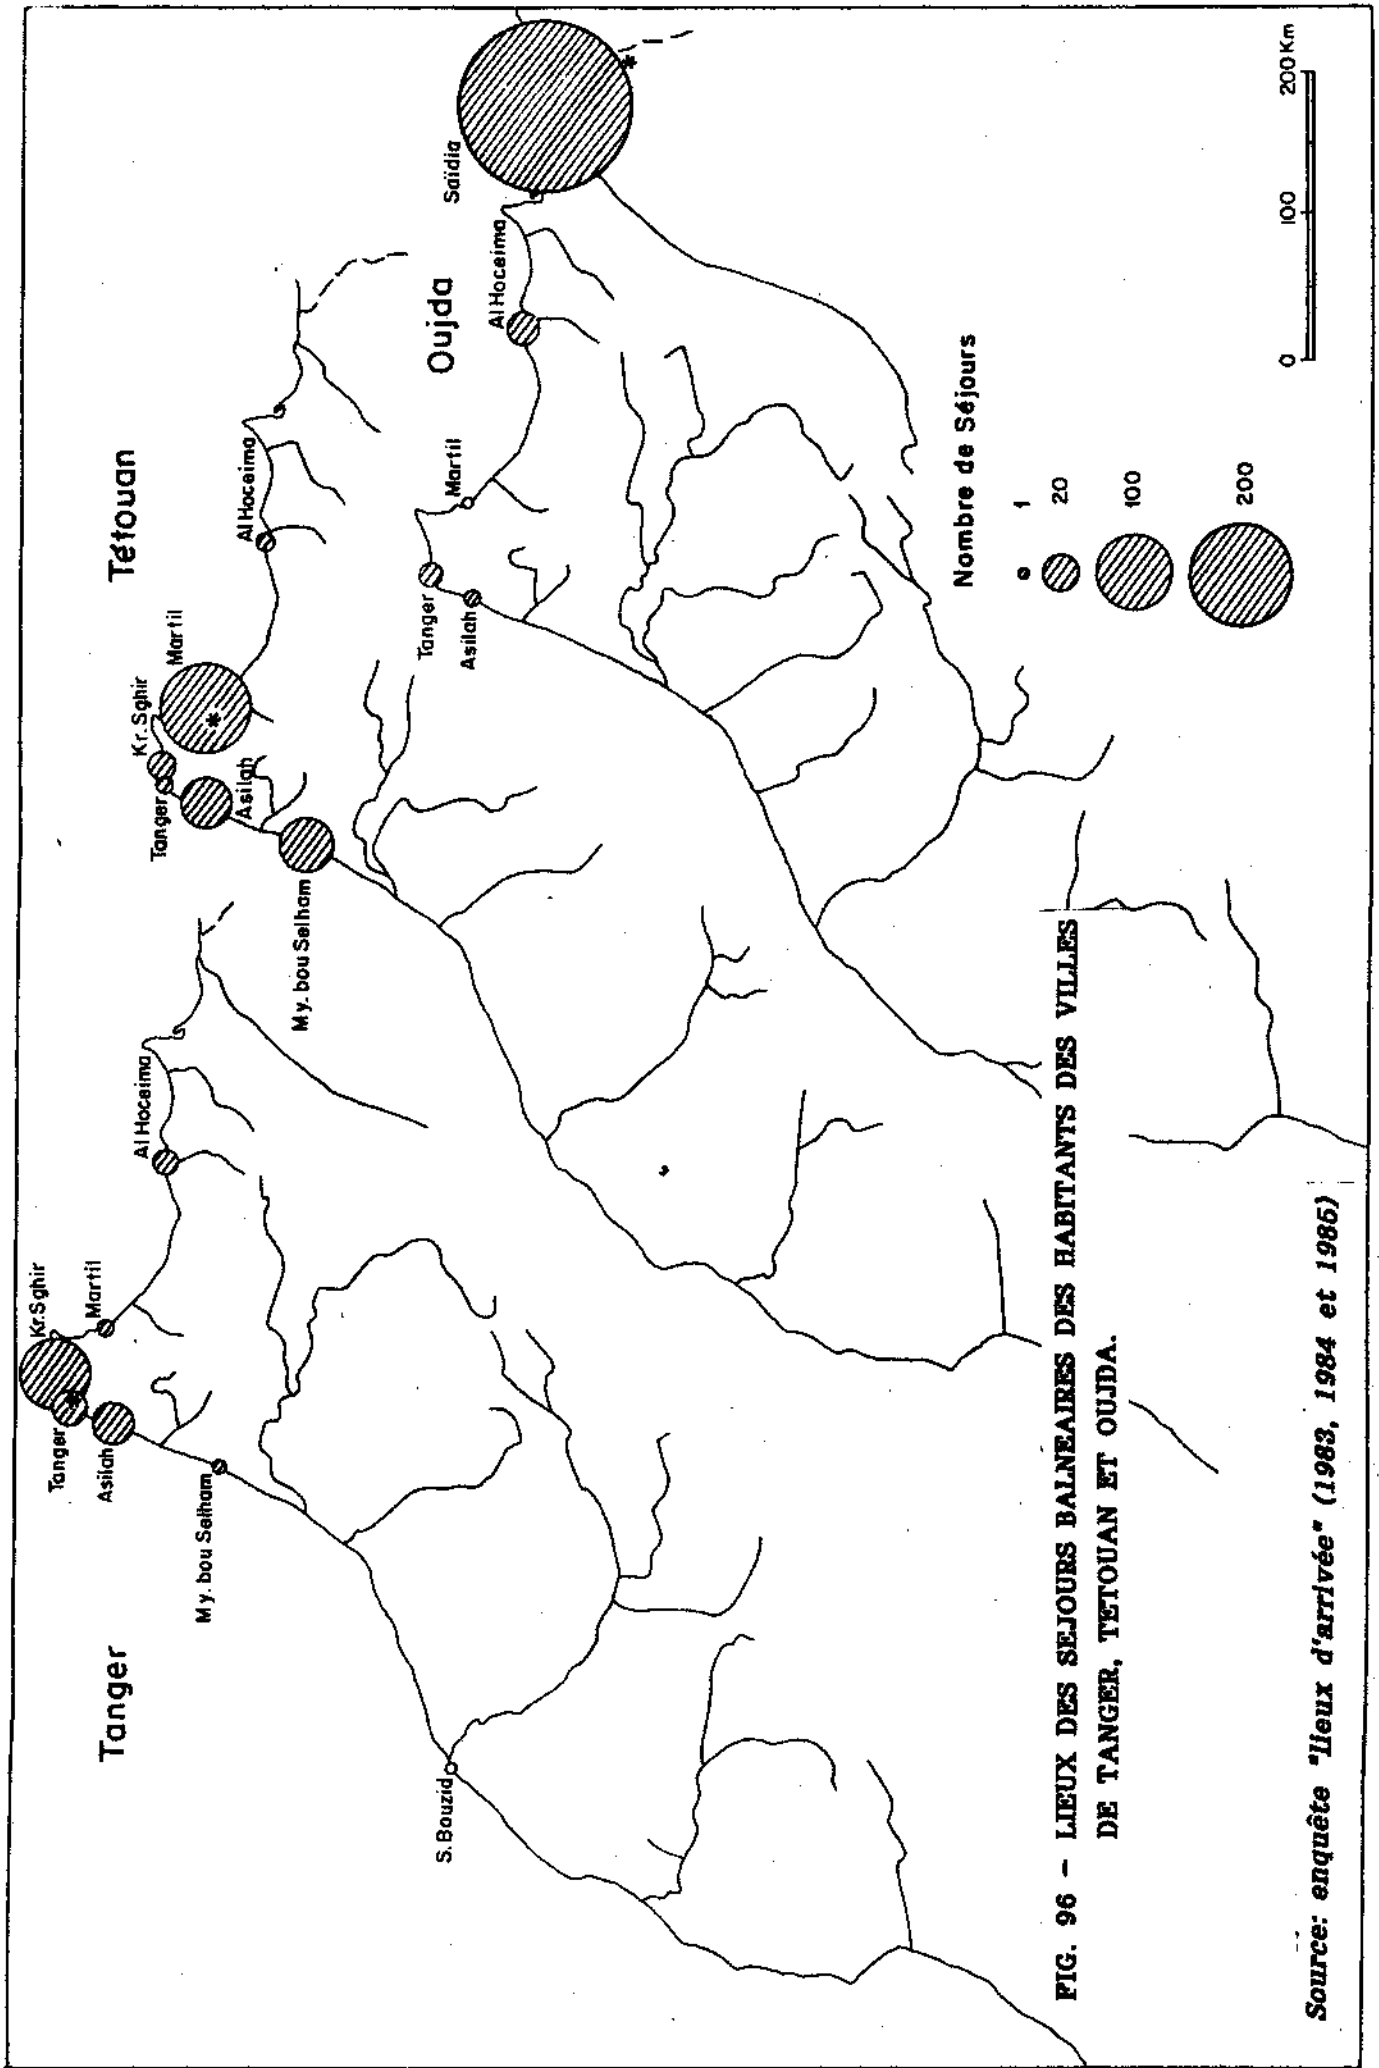 Tanger
Kr. Sghir
Martil
Al Hoceima
Tanger
Asilah
My. bou Selham
S. Bouzid
Tétouan
Kr. Sghir
Martil
Al Hoceima
Tanger
Asilah
My. bou Selham
Oujda
Saïdia
Al Hoceima
Martil
Tanger
Asilah
Nombre de Séjours
1
20
100
200
0 100 200 Km
FIG. 96 - LIEUX DES SEJOURS BALNEAIRES DES HABITANTS DES VILLES
DE TANGER, TETOUAN ET OUJDA.
Source: enquête "lieux d'arrivée" (1983, 1984 et 1985)